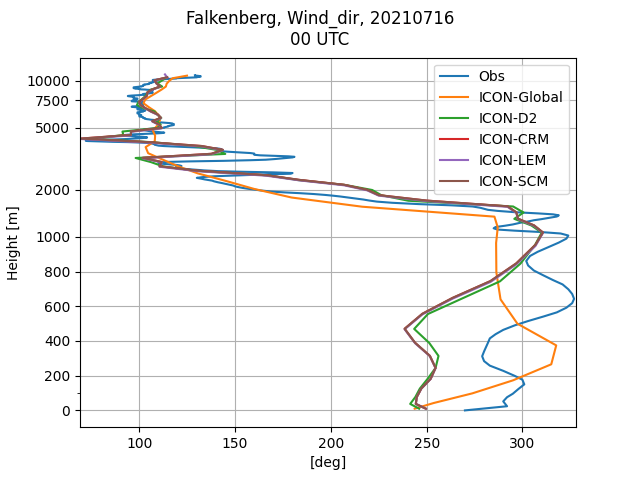 Falkenberg, Wind_dir, 20210716
00 UTC
Height [m]
10000
7500
5000
2000
1000
800
600
400
200
0
Obs
ICON-Global
ICON-D2
ICON-CRM
ICON-LEM
ICON-SCM
100
150
200
250
300
[deg]